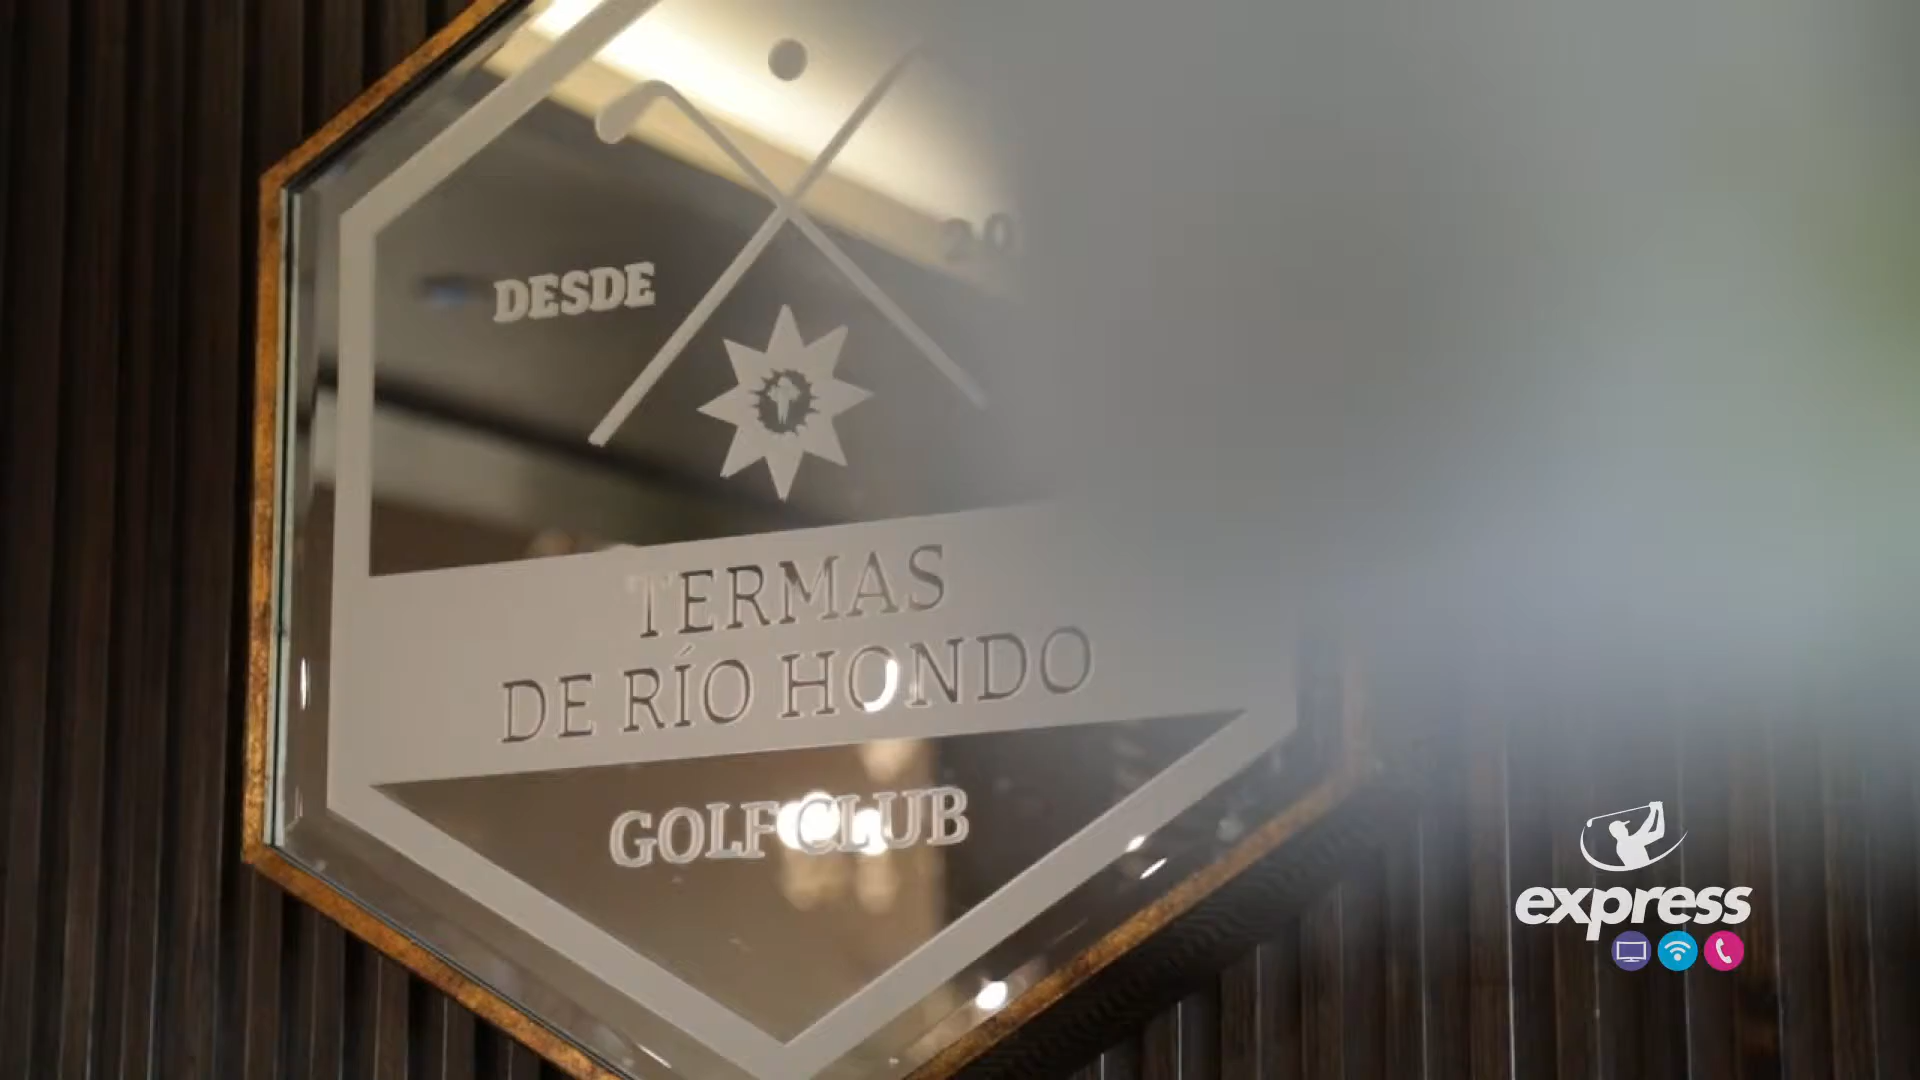 DESDE
TERMAS
DE RÍO HONDO
GOLF CLUB
express